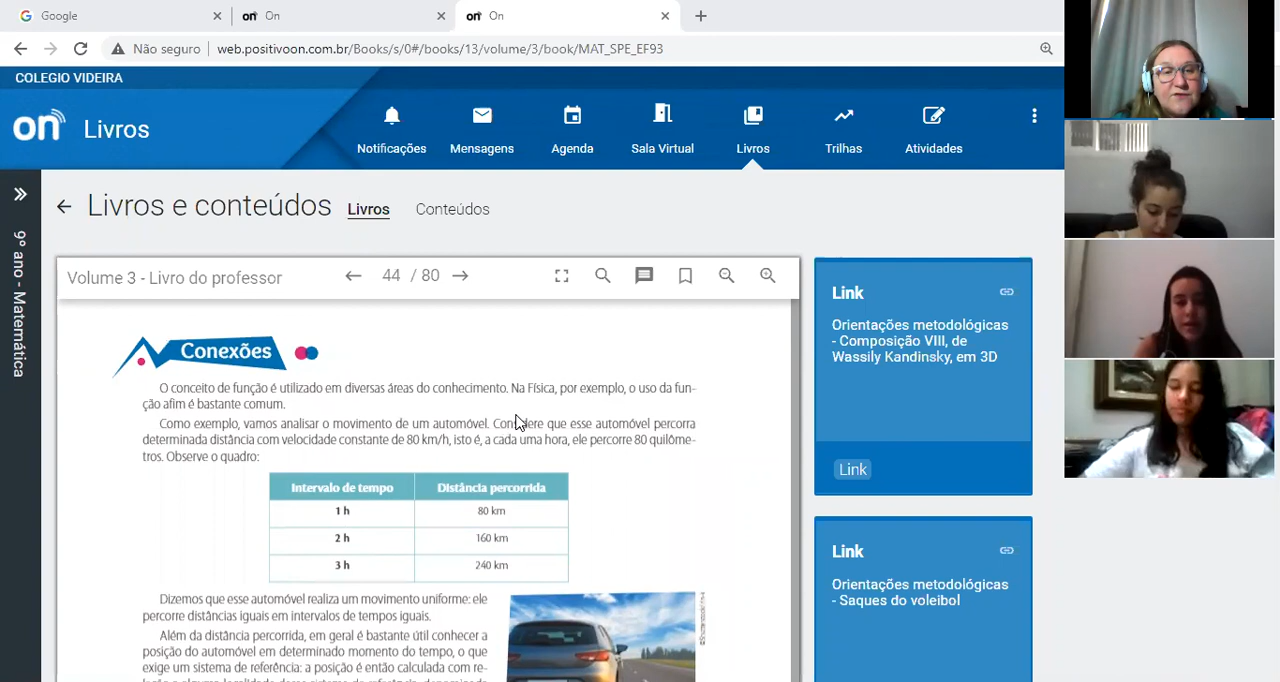 Google
On
On
Não seguro
web.positivoon.com.br/Books/s/0#/books/13/volume/3/book/MAT_SPE_EF93
COLEGIO VIDEIRA
on
Livros
Notificações
Mensagens
Agenda
Sala Virtual
Livros
Trilhas
Atividades
9º ano - Matemática
Livros e conteúdos
Livros
Conteúdos
Volume 3 - Livro do professor
44 / 80
Conexões
O conceito de função é utilizado em diversas áreas do conhecimento. Na Física, por exemplo, o uso da fun-
ção afim é bastante comum.
Como exemplo, vamos analisar o movimento de um automóvel. Considere que esse automóvel percorra
determinada distância com velocidade constante de 80 km/h, isto é, a cada uma hora, ele percorre 80 quilôme-
tros. Observe o quadro:
Intervalo de tempo Distância percorrida
1 h 80 km
2 h 160 km
3 h 240 km
Dizemos que esse automóvel realiza um movimento uniforme: ele
percorre distâncias iguais em intervalos de tempos iguais.
Além da distância percorrida, em geral é bastante útil conhecer a
posição do automóvel em determinado momento do tempo, o que
exige um sistema de referência: a posição é então calculada com re-
Link
Orientações metodológicas
- Composição VIII, de
Wassily Kandinsky, em 3D
Link
Link
Orientações metodológicas
- Saques do voleibol